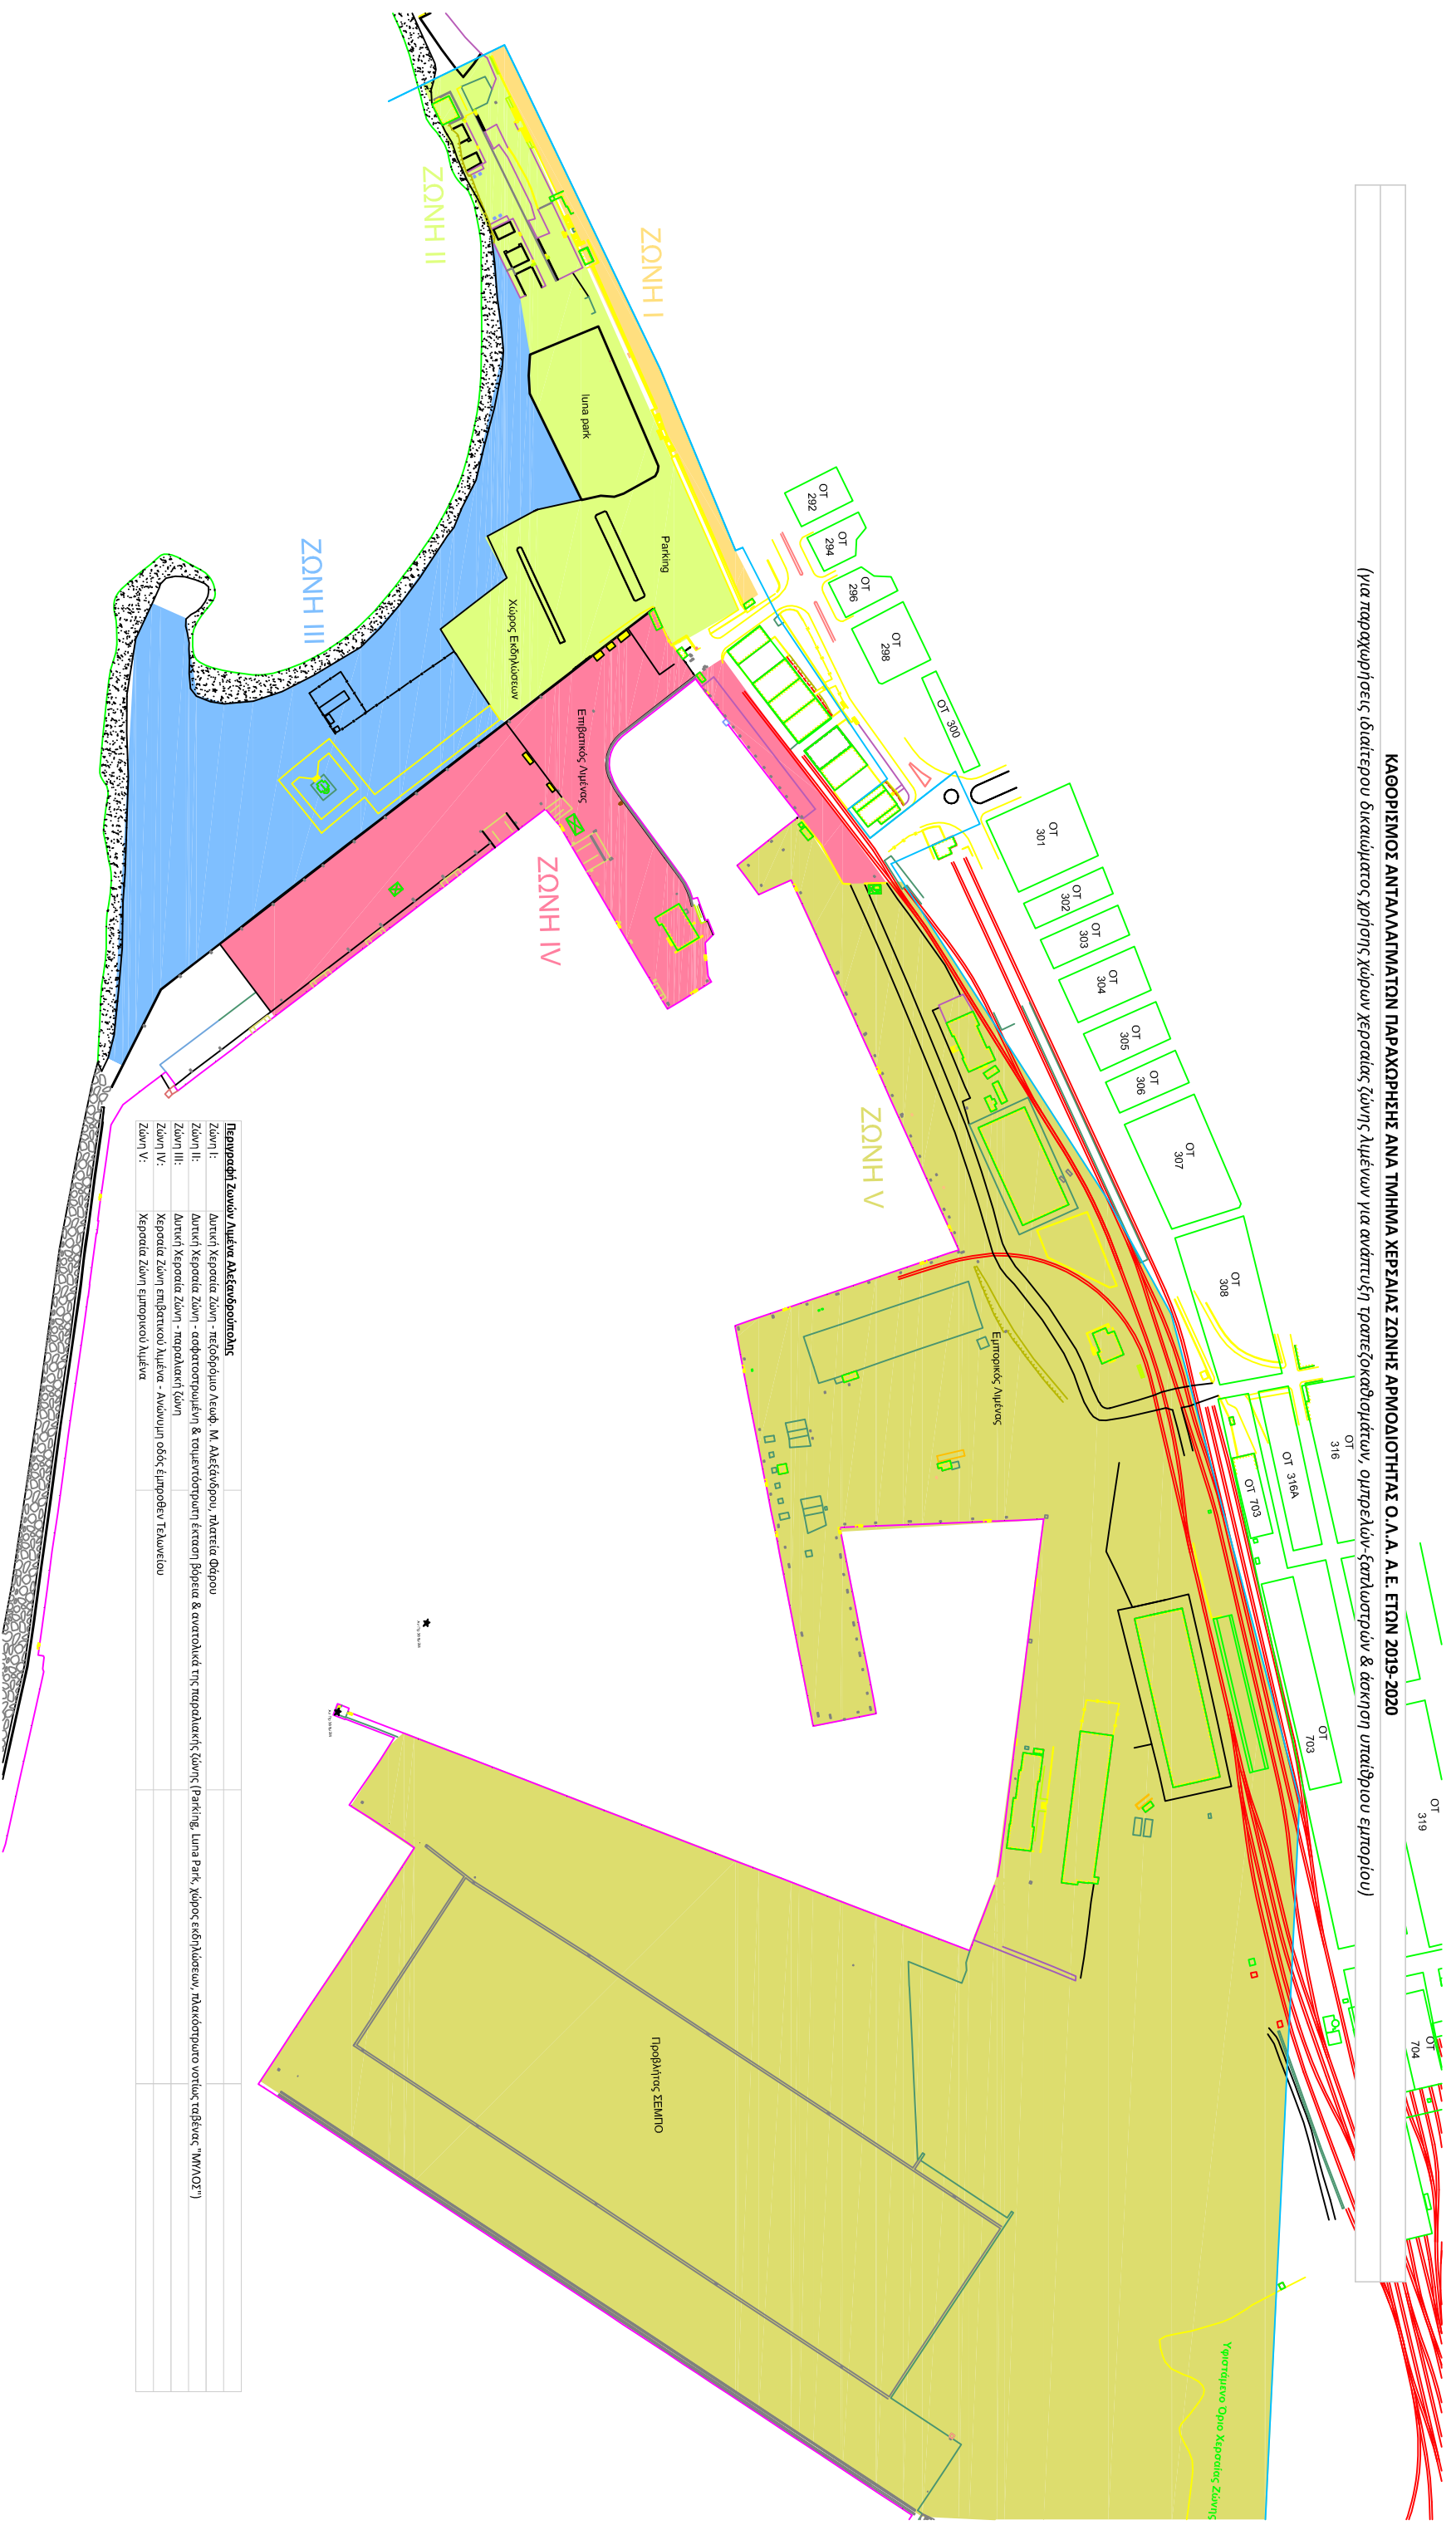 ΚΑΘΟΡΙΣΜΟΣ ΑΝΤΑΛΛΑΓΜΑΤΩΝ ΠΑΡΑΧΩΡΗΣΗΣ ΑΝΑ ΤΜΗΜΑ ΧΕΡΣΑΙΑΣ ΖΩΝΗΣ ΑΡΜΟΔΙΟΤΗΤΑΣ Ο.Λ.Α. Α.Ε. ΕΤΩΝ 2019-2020
(για παραχωρήσεις ιδιαίτερου δικαιώματος χρήσης χώρων χερσαίας ζώνης λιμένων για ανάπτυξη τραπεζοκαθισμάτων, ομπρελών-ξαπλωστρών & άσκηση υπαίθριου εμπορίου)
ΟΤ
292
ΟΤ
294
ΟΤ
296
ΟΤ
298
ΟΤ 300
ΟΤ
301
ΟΤ
302
ΟΤ
303
ΟΤ
304
ΟΤ
305
ΟΤ
306
ΟΤ
307
ΟΤ
308
ΟΤ
316
ΟΤ 316Α
ΟΤ 703
ΟΤ
703
ΟΤ
319
ΟΤ
704
ΖΩΝΗ Ι
ΖΩΝΗ ΙΙ
ΖΩΝΗ ΙΙΙ
ΖΩΝΗ ΙV
ΖΩΝΗ V
luna park
Parking
Χώρος Εκδηλώσεων
Επιβατικός Λιμένας
Εμπορικός Λιμένας
Προβλήτας ΣΕΜΠΟ
Υφιστάμενο Όριο Χερσαίας Ζώνης
Περιγραφή Ζωνών Λιμένα Αλεξανδρούπολης
Ζώνη Ι: Δυτική Χερσαία Ζώνη - πεζοδρόμιο Λεωφ. Μ. Αλεξάνδρου, πλατεία Φάρου
Ζώνη ΙΙ: Δυτική Χερσαία Ζώνη - ασφατοστρωμένη & τσιμεντόστρωτη έκταση βόρεια & ανατολικά της παραλιακής ζώνης (Parking, Luna Park, χώρος εκδηλώσεων, πλακόστρωτο νοτίως ταβέρνας "ΜΥΛΟΣ")
Ζώνη ΙΙΙ: Δυτική Χερσαία Ζώνη - παραλιακή ζώνη
Ζώνη IV: Χερσαία Ζώνη επιβατικού λιμένα - Ανώνυμη οδός έμπροθεν Τελωνείου
Ζώνη V: Χερσαία Ζώνη εμπορικού λιμένα